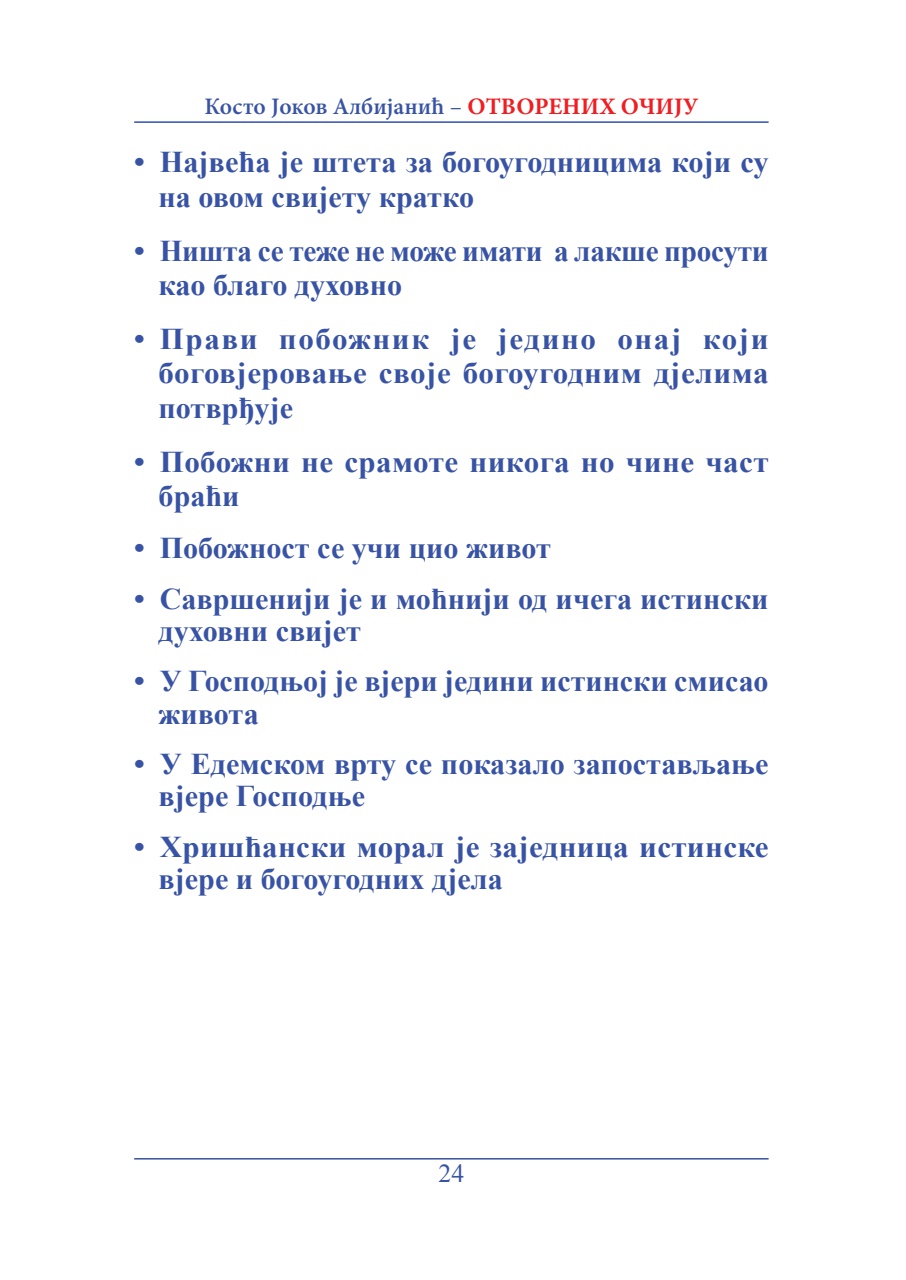 Косто Јоков Албијанић – ОТВОРЕНИХ ОЧИЈУ
• Највећа је штета за богоугодницима који су
на овом свијету кратко
• Ништа се теже не може имати а лакше просути
као благо духовно
• Прави побожник је једино онај који
боговјеровање своје богоугодним дјелима
потврђује
• Побожни не срамоте никога но чине част
браћи
• Побожност се учи цио живот
• Савршенији је и моћнији од ичега истински
духовни свијет
• У Господњој је вјери једини истински смисао
живота
• У Едемском врту се показало запостављање
вјере Господње
• Хришћански морал је заједница истинске
вјере и богоугодних дјела
24